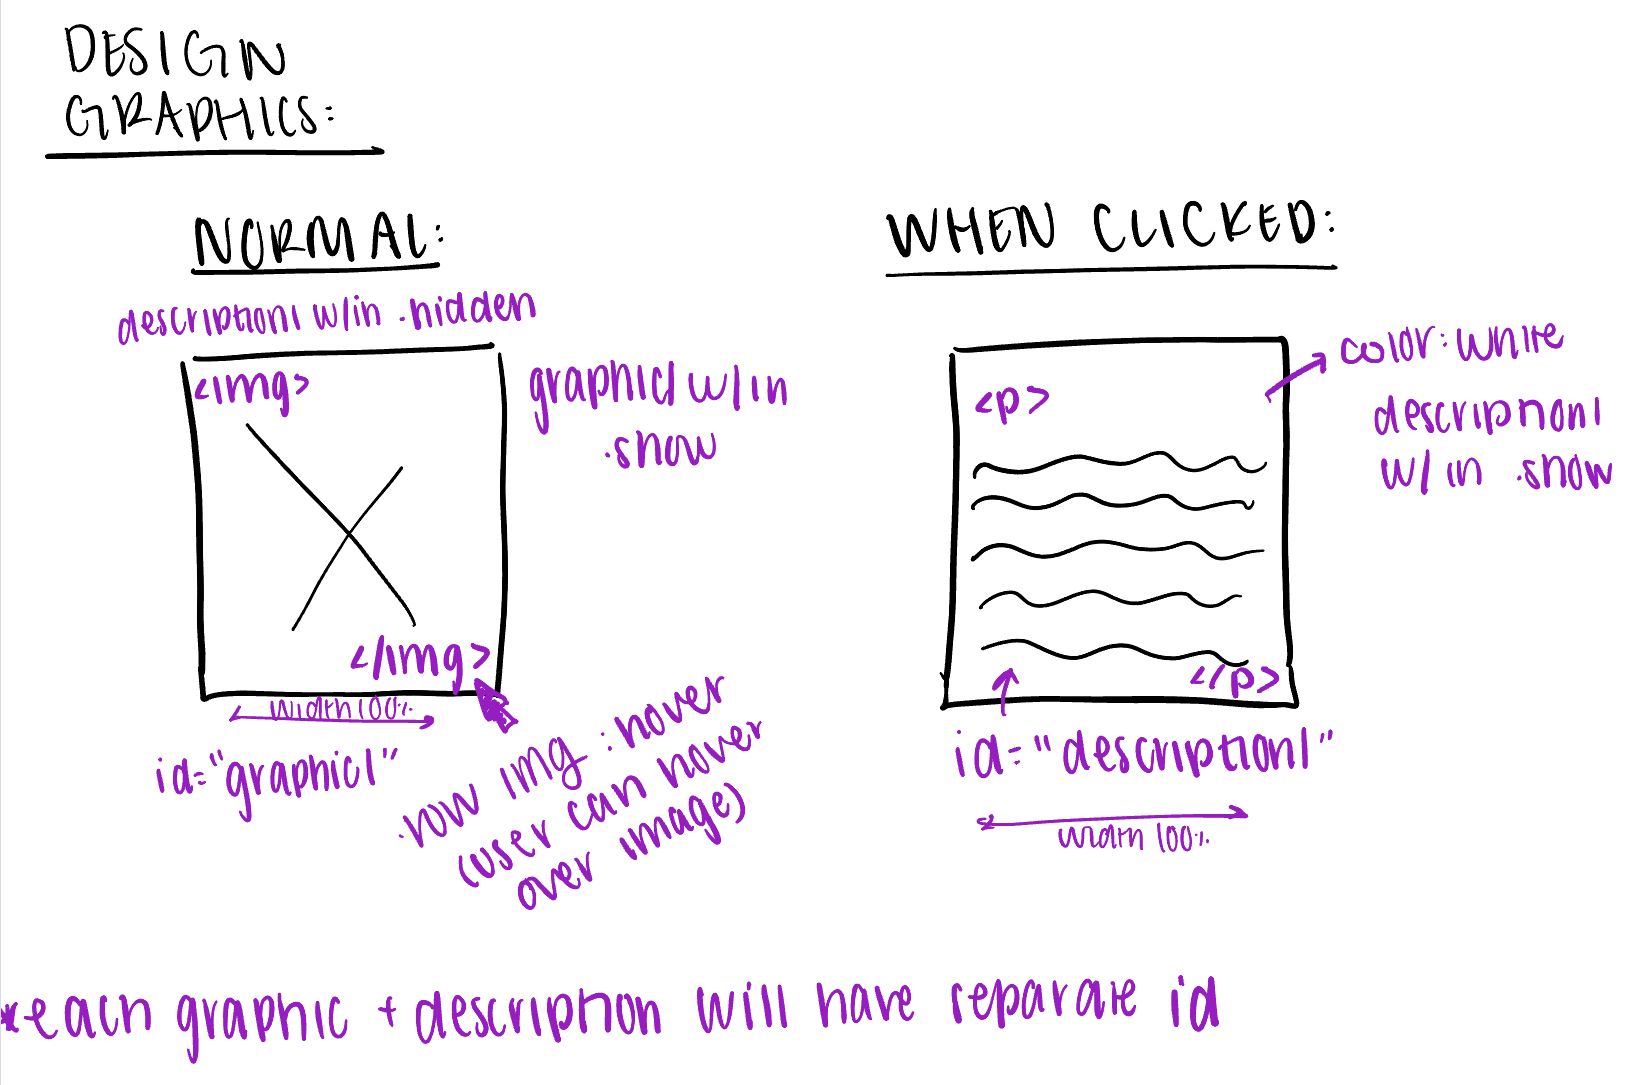 DESIGN
GRAPHICS:
NORMAL:
description1 w/in .hidden
<img>
graphic1 w/in
.show
</img>
width 100%
id="graphic1"
.row img :hover
(user can hover
over image)
WHEN CLICKED:
<p>
color: white
description1
w/in .show
</p>
id="description1"
width 100%
*each graphic + description will have separate id